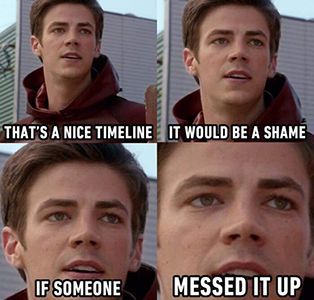 THAT'S A NICE TIMELINE
IT WOULD BE A SHAME
IF SOMEONE
MESSED IT UP